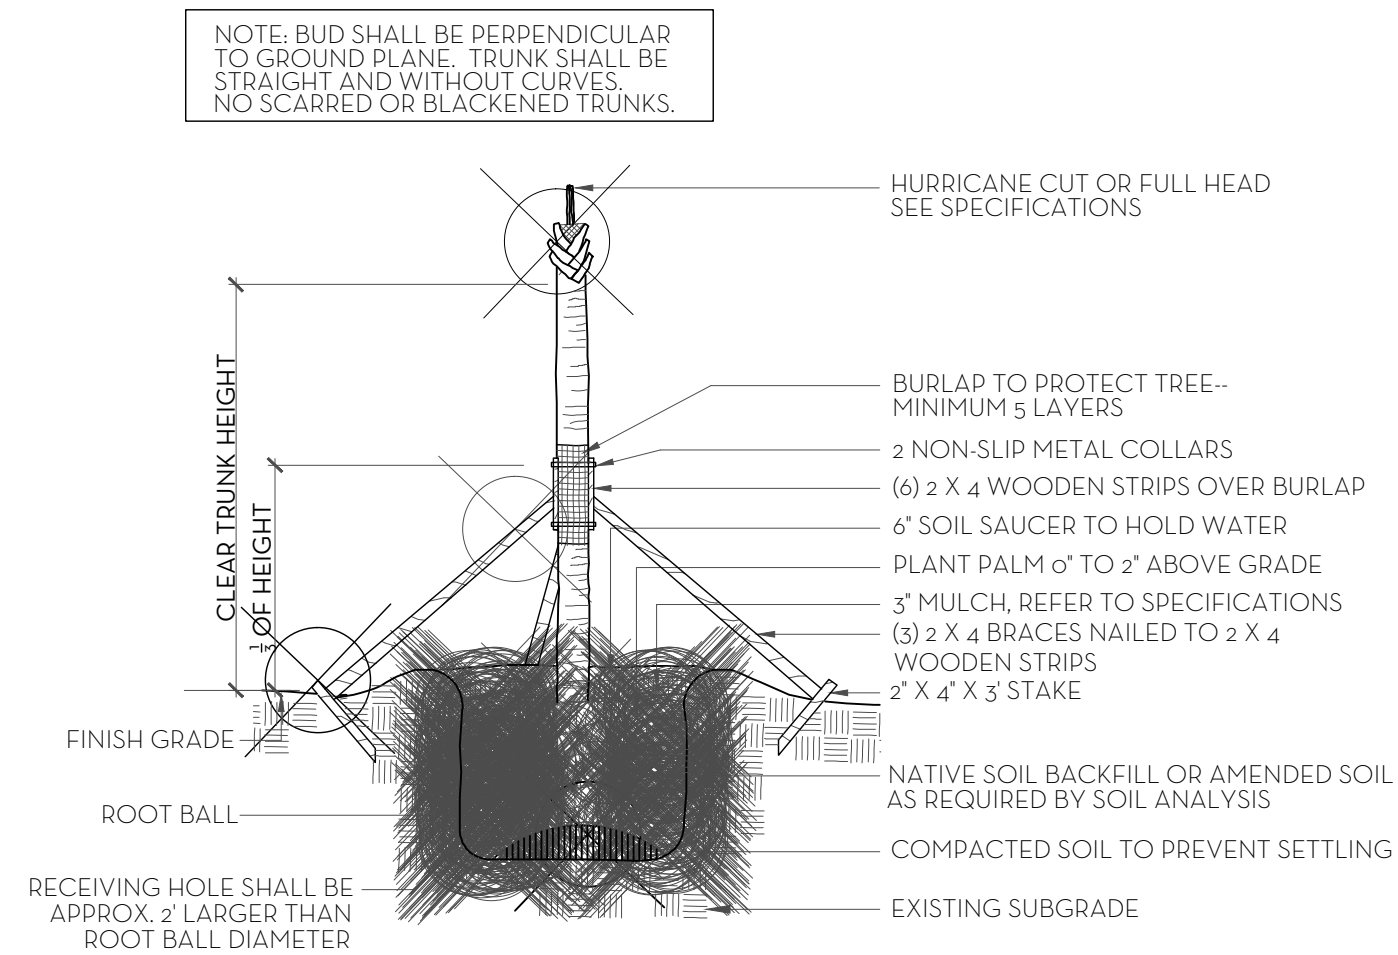 NOTE: BUD SHALL BE PERPENDICULAR
TO GROUND PLANE. TRUNK SHALL BE
STRAIGHT AND WITHOUT CURVES.
NO SCARRED OR BLACKENED TRUNKS.
HURRICANE CUT OR FULL HEAD
SEE SPECIFICATIONS
BURLAP TO PROTECT TREE--
MINIMUM 5 LAYERS
2 NON-SLIP METAL COLLARS
(6) 2 X 4 WOODEN STRIPS OVER BURLAP
6" SOIL SAUCER TO HOLD WATER
PLANT PALM 0" TO 2" ABOVE GRADE
3" MULCH, REFER TO SPECIFICATIONS
(3) 2 X 4 BRACES NAILED TO 2 X 4
WOODEN STRIPS
2" X 4" X 3' STAKE
NATIVE SOIL BACKFILL OR AMENDED SOIL
AS REQUIRED BY SOIL ANALYSIS
COMPACTED SOIL TO PREVENT SETTLING
EXISTING SUBGRADE
CLEAR TRUNK HEIGHT
1/3 OF HEIGHT
FINISH GRADE
ROOT BALL
RECEIVING HOLE SHALL BE
APPROX. 2' LARGER THAN
ROOT BALL DIAMETER